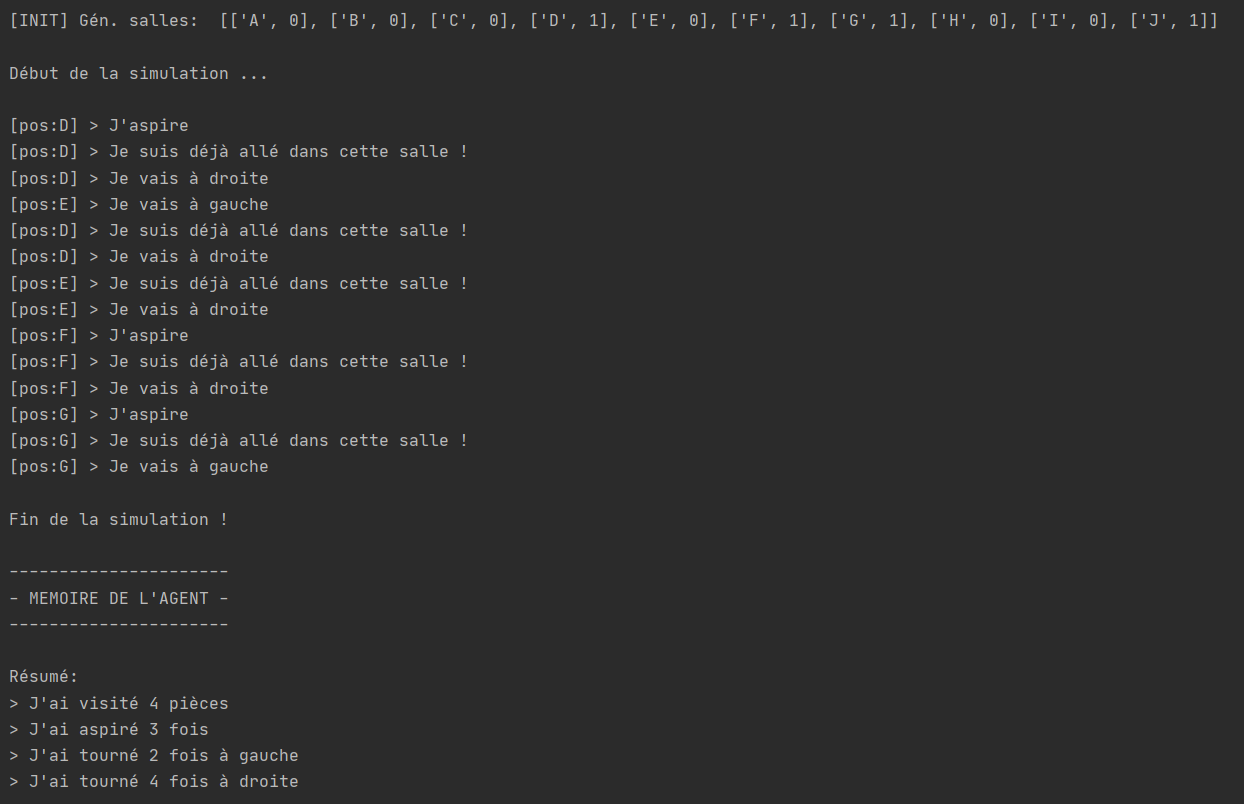 [INIT] Gén. salles:  [['A', 0], ['B', 0], ['C', 0], ['D', 1], ['E', 0], ['F', 1], ['G', 1], ['H', 0], ['I', 0], ['J', 1]]
Début de la simulation ...
[pos:D] > J'aspire
[pos:D] > Je suis déjà allé dans cette salle !
[pos:D] > Je vais à droite
[pos:E] > Je vais à gauche
[pos:D] > Je suis déjà allé dans cette salle !
[pos:D] > Je vais à droite
[pos:E] > Je suis déjà allé dans cette salle !
[pos:E] > Je vais à droite
[pos:F] > J'aspire
[pos:F] > Je suis déjà allé dans cette salle !
[pos:F] > Je vais à droite
[pos:G] > J'aspire
[pos:G] > Je suis déjà allé dans cette salle !
[pos:G] > Je vais à gauche
Fin de la simulation !
----------------------
- MEMOIRE DE L'AGENT -
----------------------
Résumé:
> J'ai visité 4 pièces
> J'ai aspiré 3 fois
> J'ai tourné 2 fois à gauche
> J'ai tourné 4 fois à droite